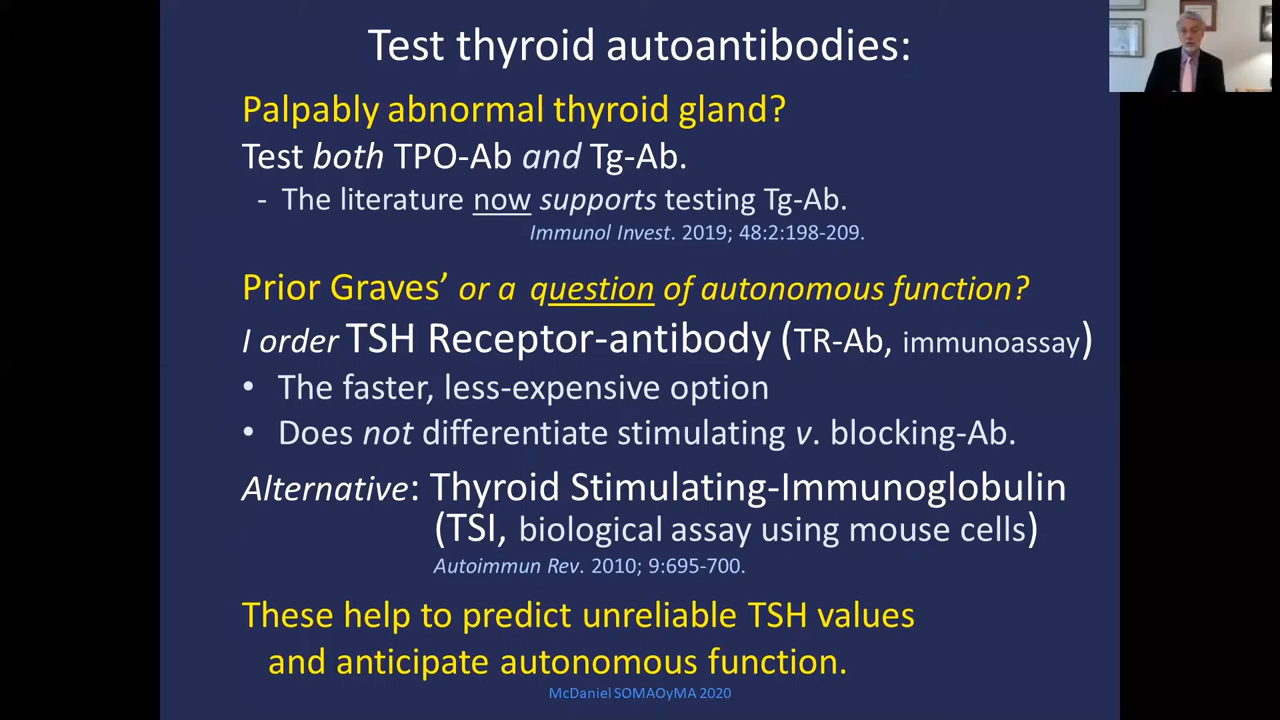 Test thyroid autoantibodies:
Palpably abnormal thyroid gland?
Test both TPO-Ab and Tg-Ab.
- The literature now supports testing Tg-Ab.
Immunol Invest. 2019; 48:2:198-209.
Prior Graves’ or a question of autonomous function?
I order TSH Receptor-antibody (TR-Ab, immunoassay)
• The faster, less-expensive option
• Does not differentiate stimulating v. blocking-Ab.
Alternative: Thyroid Stimulating-Immunoglobulin
(TSI, biological assay using mouse cells)
Autoimmun Rev. 2010; 9:695-700.
These help to predict unreliable TSH values
and anticipate autonomous function.
McDaniel SOMAOyMA 2020